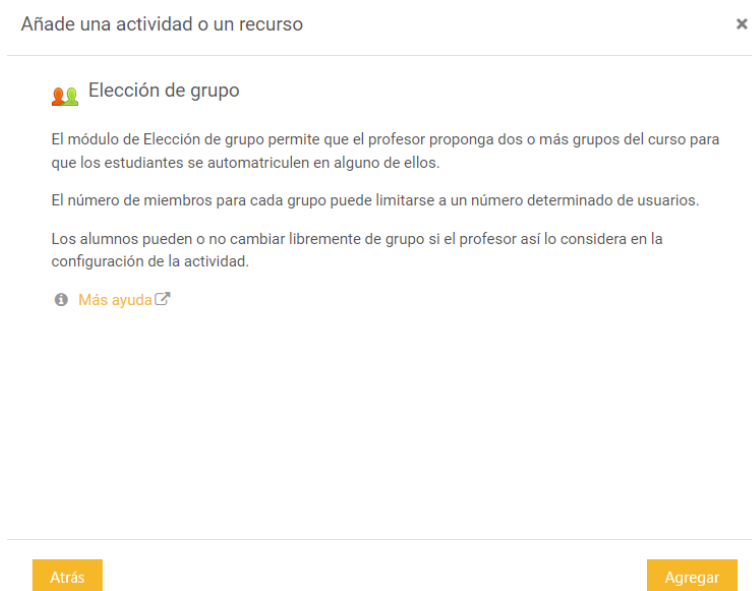 Añade una actividad o un recurso
Elección de grupo
El módulo de Elección de grupo permite que el profesor proponga dos o más grupos del curso para
que los estudiantes se automatriculen en alguno de ellos.
El número de miembros para cada grupo puede limitarse a un número determinado de usuarios.
Los alumnos pueden o no cambiar libremente de grupo si el profesor así lo considera en la
configuración de la actividad.
Más ayuda
Atrás
Agregar